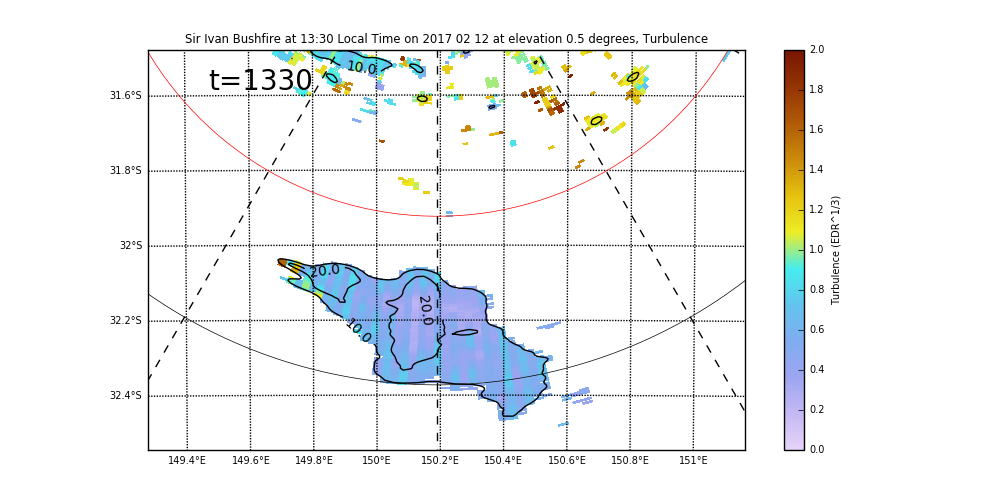 Sir Ivan Bushfire at 13:30 Local Time on 2017 02 12 at elevation 0.5 degrees, Turbulence
t=1330
10.0
20.0
20.0
10.0
31.6°S
31.8°S
32°S
32.2°S
32.4°S
149.4°E 149.6°E 149.8°E 150°E 150.2°E 150.4°E 150.6°E 150.8°E 151°E
2.0
1.8
1.6
1.4
1.2
1.0
0.8
0.6
0.4
0.2
0.0
Turbulence (EDR^1/3)